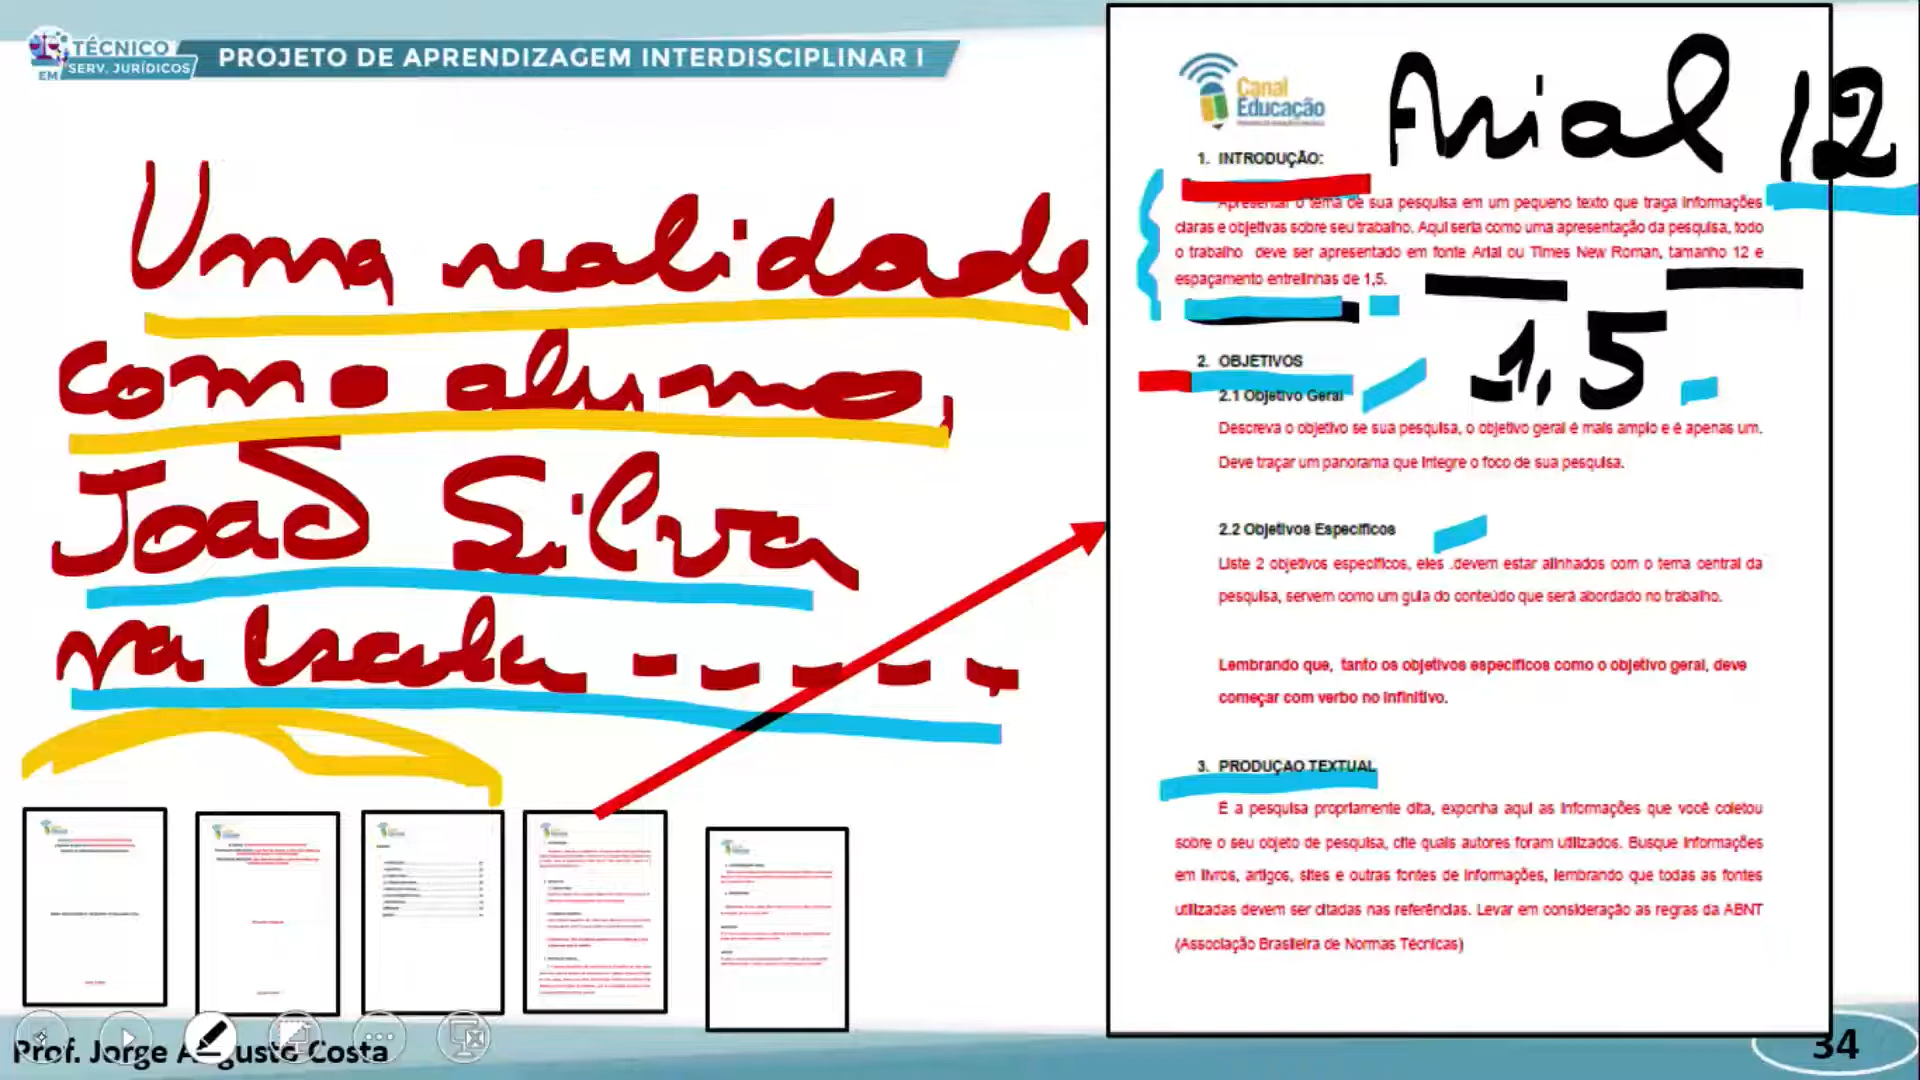 TÉCNICO
EM SERV. JURÍDICOS
PROJETO DE APRENDIZAGEM INTERDISCIPLINAR I
Uma realidade
como aluno,
João Silva
na escola -----
Canal
Educação
Arial 12
1. INTRODUÇÃO:
Apresentar o tema de sua pesquisa em um pequeno texto que traga informações
claras e objetivas sobre seu trabalho. Aqui seria como uma apresentação da pesquisa, todo
o trabalho deve ser apresentado em fonte Arial ou Times New Roman, tamanho 12 e
espaçamento entrelinhas de 1,5.
1,5
2. OBJETIVOS
2.1 Objetivo Geral
Descreva o objetivo se sua pesquisa, o objetivo geral é mais amplo e é apenas um.
Deve traçar um panorama que integre o foco de sua pesquisa.
2.2 Objetivos Específicos
Liste 2 objetivos específicos, eles .devem estar alinhados com o tema central da
pesquisa, servem como um guia do conteúdo que será abordado no trabalho.
Lembrando que, tanto os objetivos específicos como o objetivo geral, deve
começar com verbo no infinitivo.
3. PRODUÇAO TEXTUAL
É a pesquisa propriamente dita, exponha aqui as informações que você coletou
sobre o seu objeto de pesquisa, cite quais autores foram utilizados. Busque informações
em livros, artigos, sites e outras fontes de informações, lembrando que todas as fontes
utilizadas devem ser citadas nas referências. Levar em consideração as regras da ABNT
(Associação Brasileira de Normas Técnicas)
Prof. Jorge Augusto Costa
34